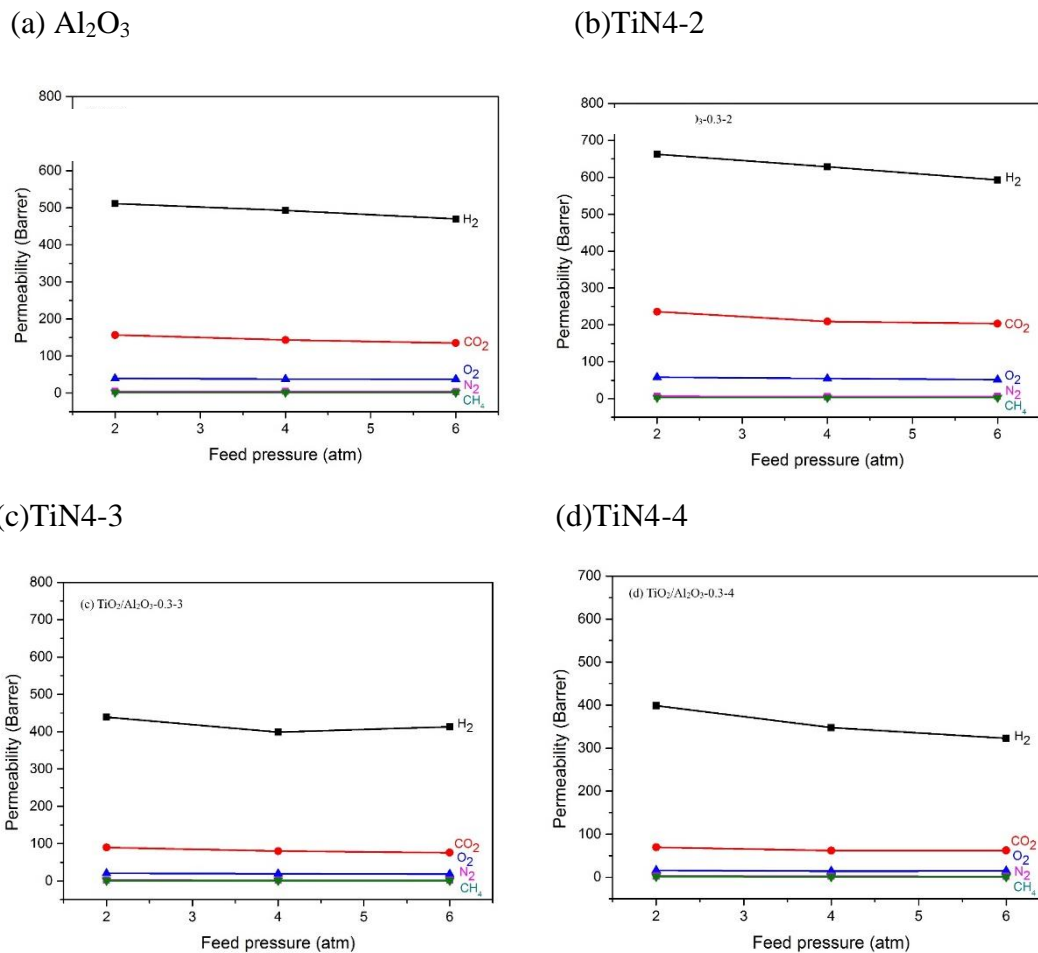 (a) Al₂O₃
800
600
500
400
300
200
100
0
Permeability (Barrer)
H₂
CO₂
O₂
N₂
CH₄
2 3 4 5 6
Feed pressure (atm)
(b)TiN4-2
800
700
600
500
400
300
200
100
0
Permeability (Barrer)
₃-0.3-2
H₂
CO₂
O₂
N₂
CH₄
2 3 4 5 6
Feed pressure (atm)
(c)TiN4-3
800
700
600
500
400
300
200
100
0
Permeability (Barrer)
(c) TiO₂/Al₂O₃-0.3-3
H₂
CO₂
O₂
N₂
CH₄
2 3 4 5 6
Feed pressure (atm)
(d)TiN4-4
700
600
500
400
300
200
100
0
Permeability (Barrer)
(d) TiO₂/Al₂O₃-0.3-4
H₂
CO₂
O₂
N₂
CH₄
2 3 4 5 6
Feed pressure (atm)